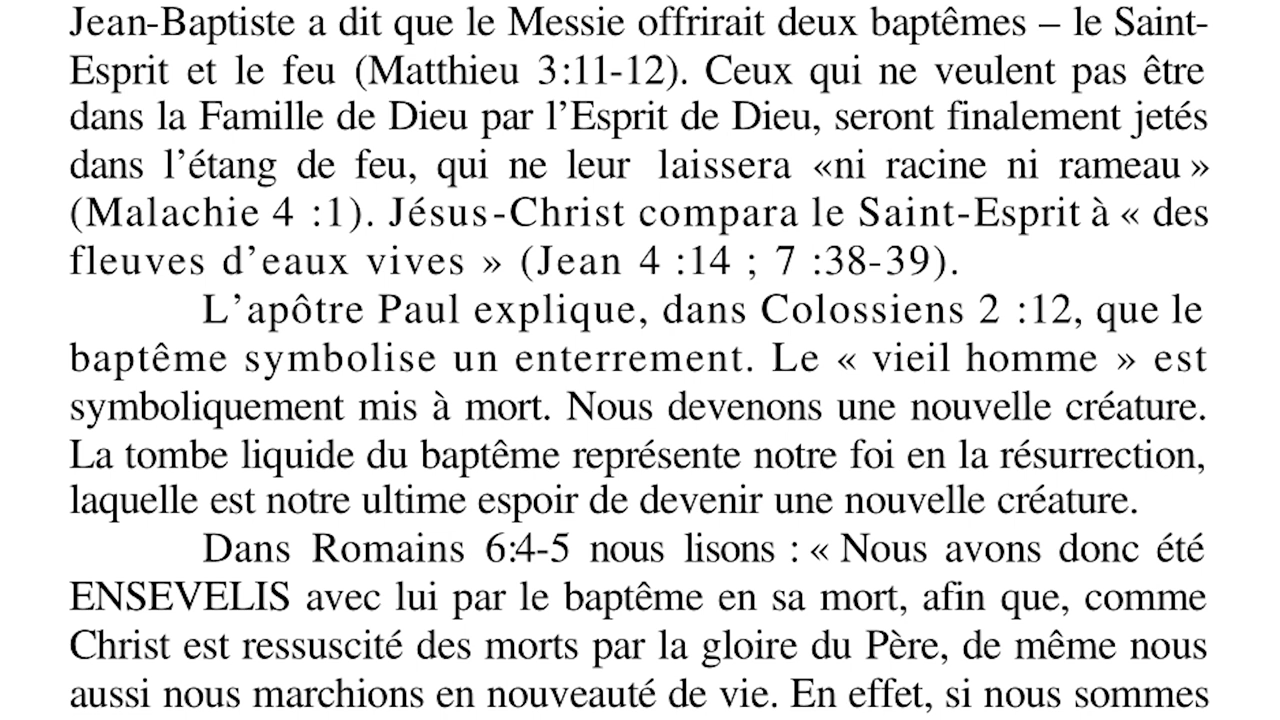 Jean-Baptiste a dit que le Messie offrirait deux baptêmes – le Saint-
Esprit et le feu (Matthieu 3:11-12). Ceux qui ne veulent pas être
dans la Famille de Dieu par l’Esprit de Dieu, seront finalement jetés
dans l’étang de feu, qui ne leur laissera «ni racine ni rameau »
(Malachie 4 :1). Jésus-Christ compara le Saint-Esprit à « des
fleuves d’eaux vives » (Jean 4 :14 ; 7 :38-39).
L’apôtre Paul explique, dans Colossiens 2 :12, que le
baptême symbolise un enterrement. Le « vieil homme » est
symboliquement mis à mort. Nous devenons une nouvelle créature.
La tombe liquide du baptême représente notre foi en la résurrection,
laquelle est notre ultime espoir de devenir une nouvelle créature.
Dans Romains 6:4-5 nous lisons : « Nous avons donc été
ENSEVELIS avec lui par le baptême en sa mort, afin que, comme
Christ est ressuscité des morts par la gloire du Père, de même nous
aussi nous marchions en nouveauté de vie. En effet, si nous sommes